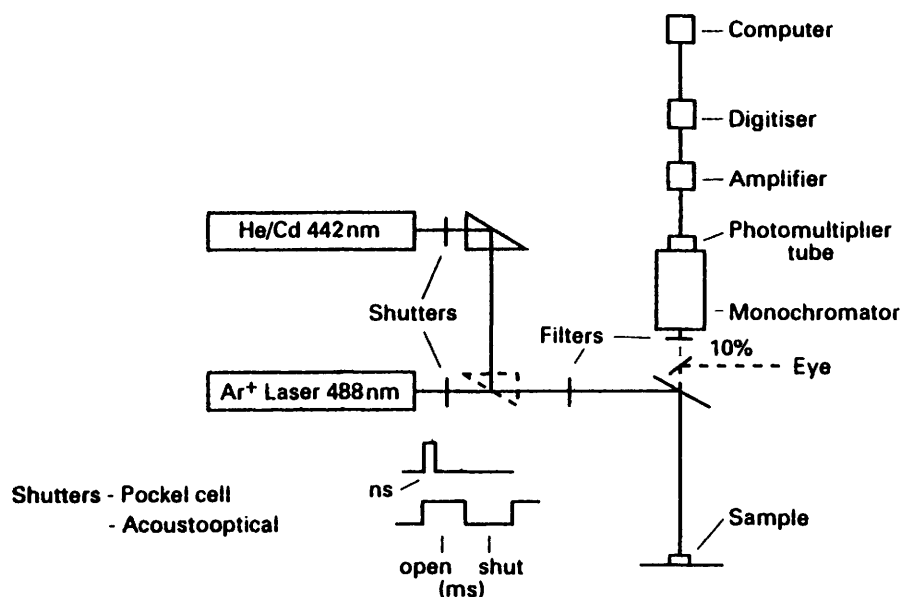 Computer
Digitiser
Amplifier
He/Cd 442nm
Photomultiplier
tube
Shutters
Monochromator
Filters
10%
Eye
Ar+ Laser 488nm
ns
Shutters - Pockel cell
- Acoustooptical
Sample
open shut
(ms)